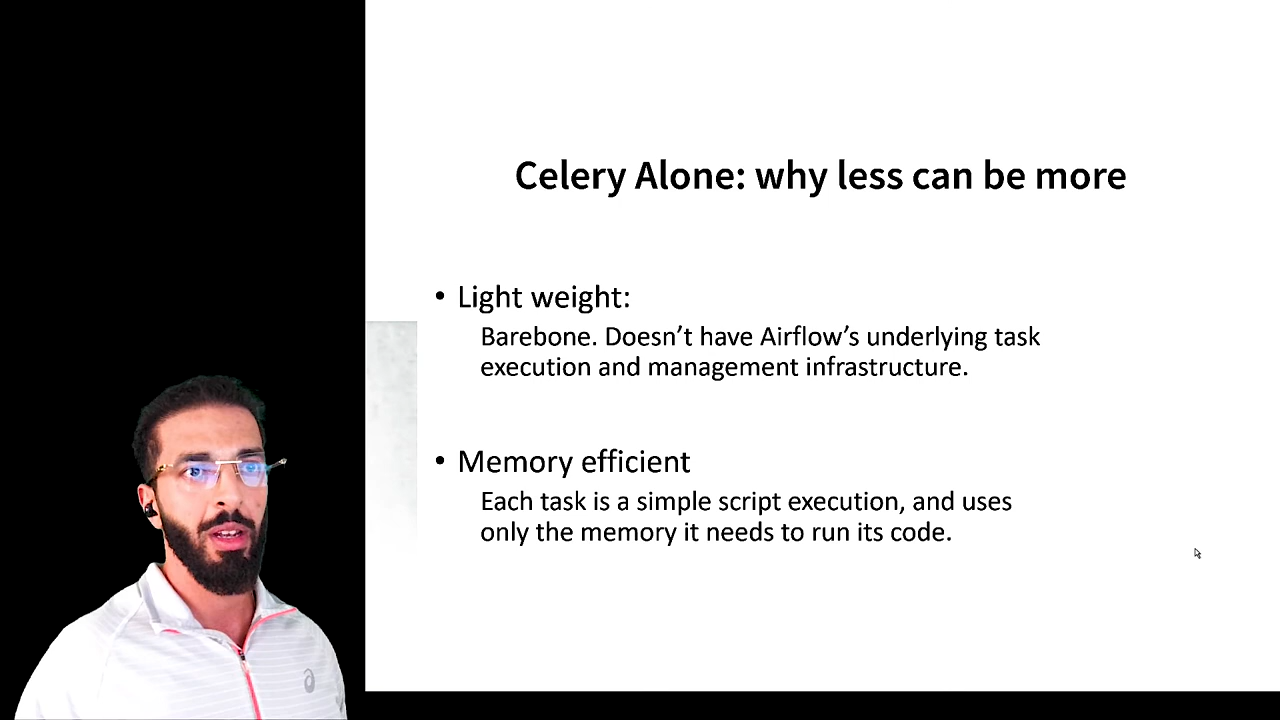 Celery Alone: why less can be more
• Light weight:
Barebone. Doesn’t have Airflow’s underlying task
execution and management infrastructure.
• Memory efficient
Each task is a simple script execution, and uses
only the memory it needs to run its code.